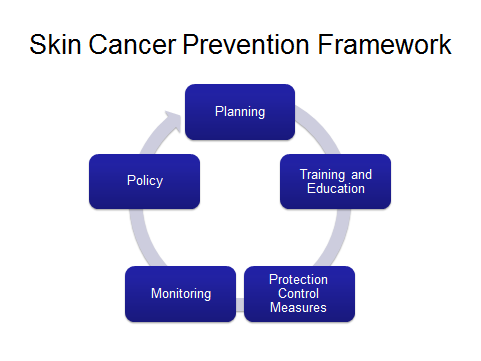 Skin Cancer Prevention Framework
Planning
Training and
Education
Protection
Control
Measures
Monitoring
Policy